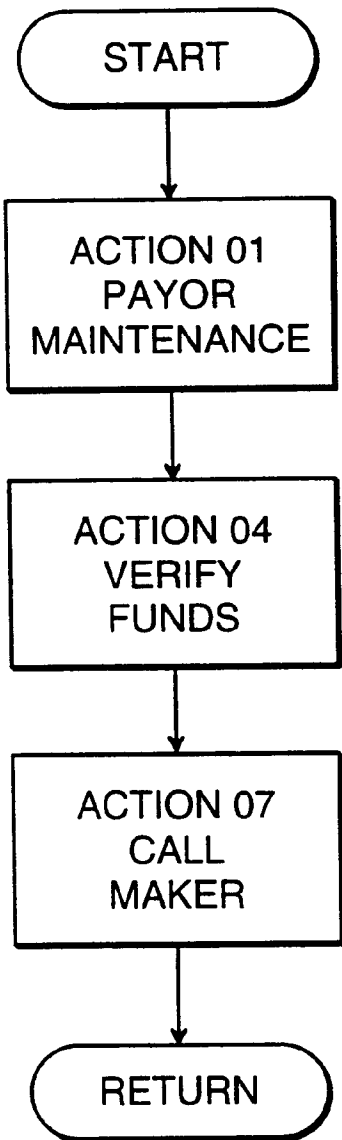 START
ACTION 01
PAYOR
MAINTENANCE
ACTION 04
VERIFY
FUNDS
ACTION 07
CALL
MAKER
RETURN